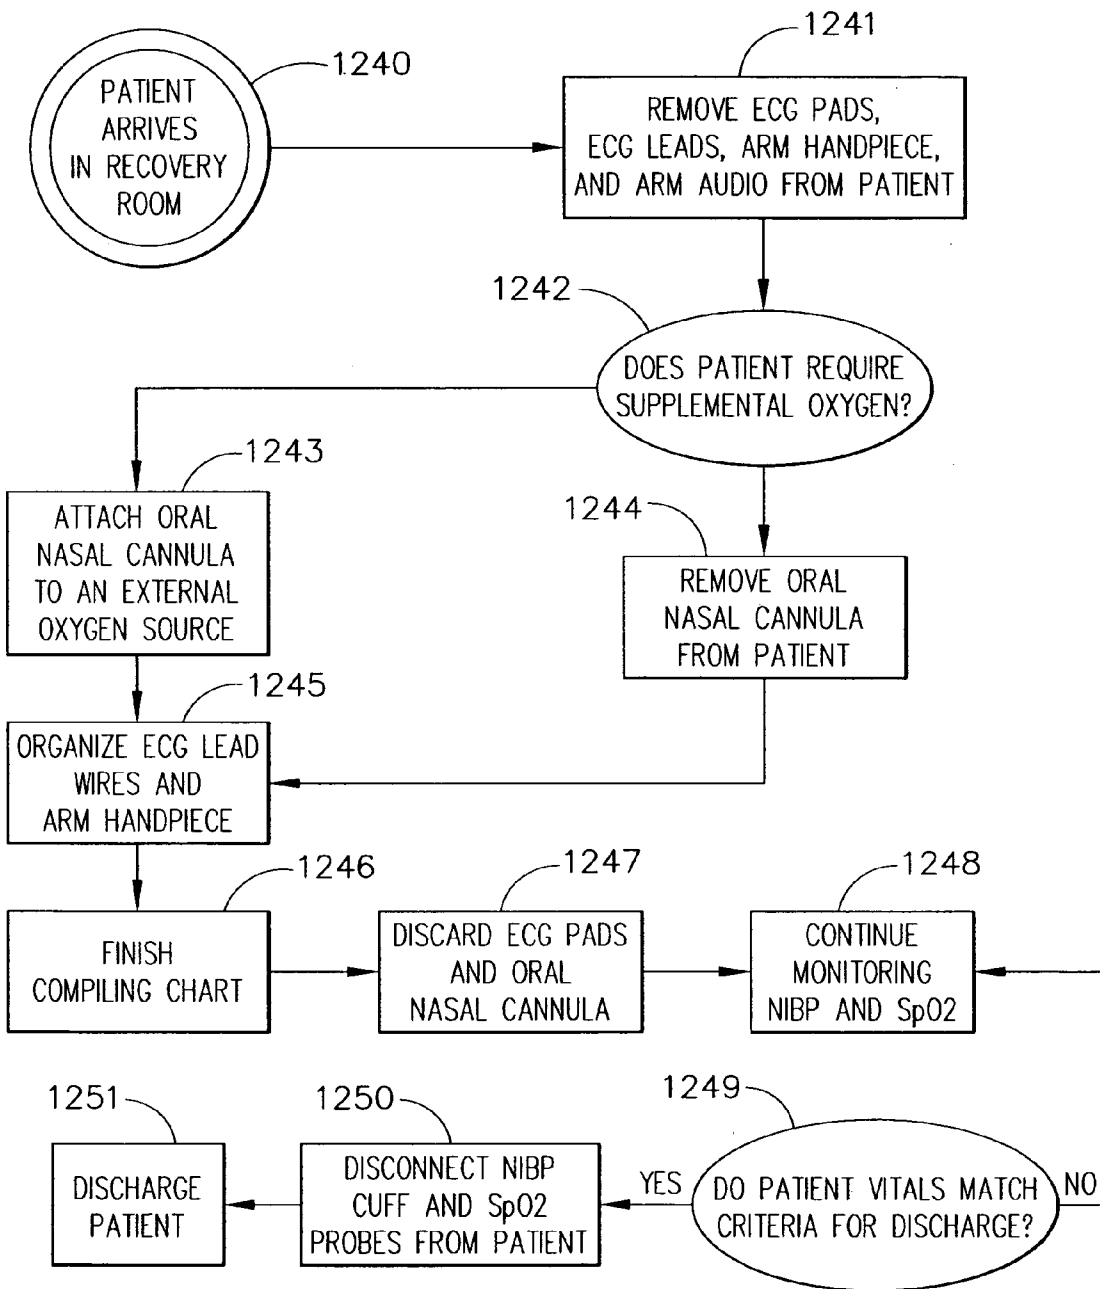 1240
PATIENT
ARRIVES
IN RECOVERY
ROOM
1241
REMOVE ECG PADS,
ECG LEADS, ARM HANDPIECE,
AND ARM AUDIO FROM PATIENT
1242
DOES PATIENT REQUIRE
SUPPLEMENTAL OXYGEN?
1243
ATTACH ORAL
NASAL CANNULA
TO AN EXTERNAL
OXYGEN SOURCE
1244
REMOVE ORAL
NASAL CANNULA
FROM PATIENT
1245
ORGANIZE ECG LEAD
WIRES AND
ARM HANDPIECE
1246
FINISH
COMPILING CHART
1247
DISCARD ECG PADS
AND ORAL
NASAL CANNULA
1248
CONTINUE
MONITORING
NIBP AND SpO2
1249
DO PATIENT VITALS MATCH
CRITERIA FOR DISCHARGE?
NO
YES
1250
DISCONNECT NIBP
CUFF AND SpO2
PROBES FROM PATIENT
1251
DISCHARGE
PATIENT